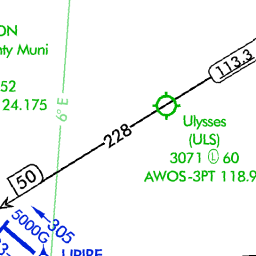 ON
nty Muni
52
24.175
6° E
113.3
228
Ulysses
(ULS)
3071 Ⓛ 60
AWOS-3PT 118.9
50
305
5000G
33-
LIPIRE